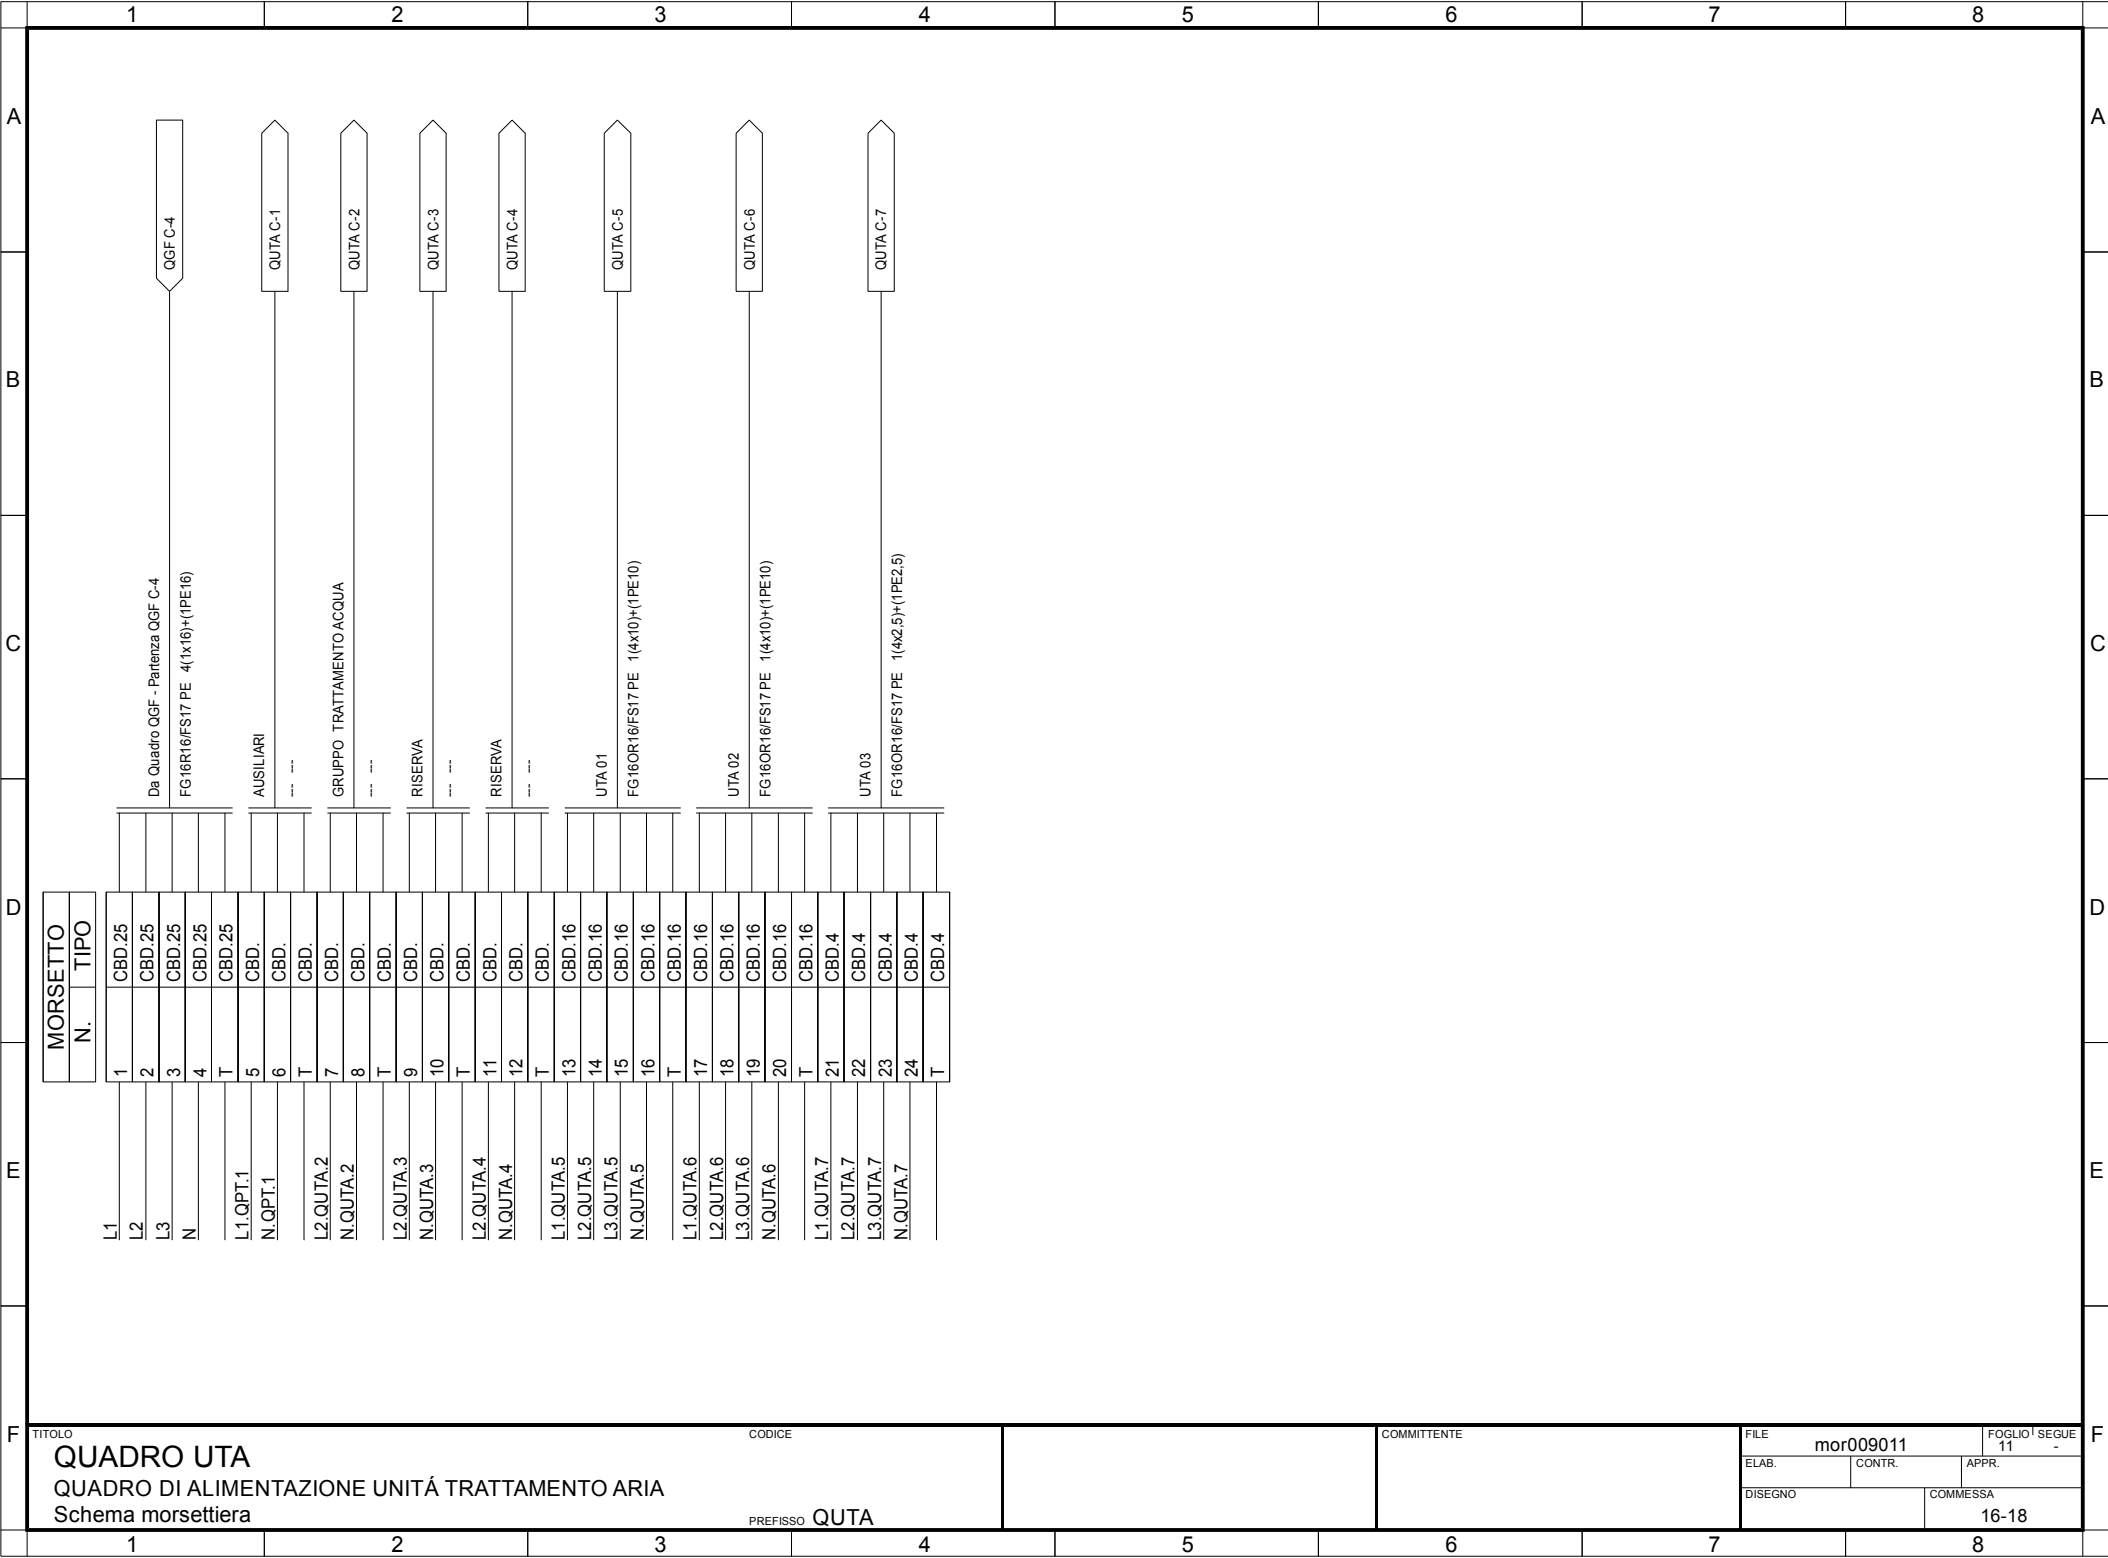 1 2 3 4 5 6 7 8
A A
B B
C C
D D
E E
F F
QGF C-4
QUTA C-1
QUTA C-2
QUTA C-3
QUTA C-4
QUTA C-5
QUTA C-6
QUTA C-7
Da Quadro QGF - Partenza QGF C-4
FG16R16/FS17 PE 4(1x16)+(1PE16)
AUSILIARI
--- ---
GRUPPO TRATTAMENTO ACQUA
--- ---
RISERVA
--- ---
RISERVA
--- ---
UTA 01
FG16OR16/FS17 PE 1(4x10)+(1PE10)
UTA 02
FG16OR16/FS17 PE 1(4x10)+(1PE10)
UTA 03
FG16OR16/FS17 PE 1(4x2,5)+(1PE2,5)
MORSETTO
N. TIPO
L1 1 CBD.25
L2 2 CBD.25
L3 3 CBD.25
N 4 CBD.25
T CBD.25
L1.QPT.1 5 CBD.
N.QPT.1 6 CBD.
T CBD.
L2.QUTA.2 7 CBD.
N.QUTA.2 8 CBD.
T CBD.
L2.QUTA.3 9 CBD.
N.QUTA.3 10 CBD.
T CBD.
L2.QUTA.4 11 CBD.
N.QUTA.4 12 CBD.
T CBD.
L1.QUTA.5 13 CBD.16
L2.QUTA.5 14 CBD.16
L3.QUTA.5 15 CBD.16
N.QUTA.5 16 CBD.16
T CBD.16
L1.QUTA.6 17 CBD.16
L2.QUTA.6 18 CBD.16
L3.QUTA.6 19 CBD.16
N.QUTA.6 20 CBD.16
T CBD.16
L1.QUTA.7 21 CBD.4
L2.QUTA.7 22 CBD.4
L3.QUTA.7 23 CBD.4
N.QUTA.7 24 CBD.4
T CBD.4
TITOLO
QUADRO UTA
QUADRO DI ALIMENTAZIONE UNITÁ TRATTAMENTO ARIA
Schema morsettiera
CODICE
PREFISSO QUTA
COMMITTENTE
FILE
mor009011
FOGLIO SEGUE
11 -
ELAB. CONTR. APPR.
DISEGNO COMMESSA
16-18
1 2 3 4 5 6 7 8